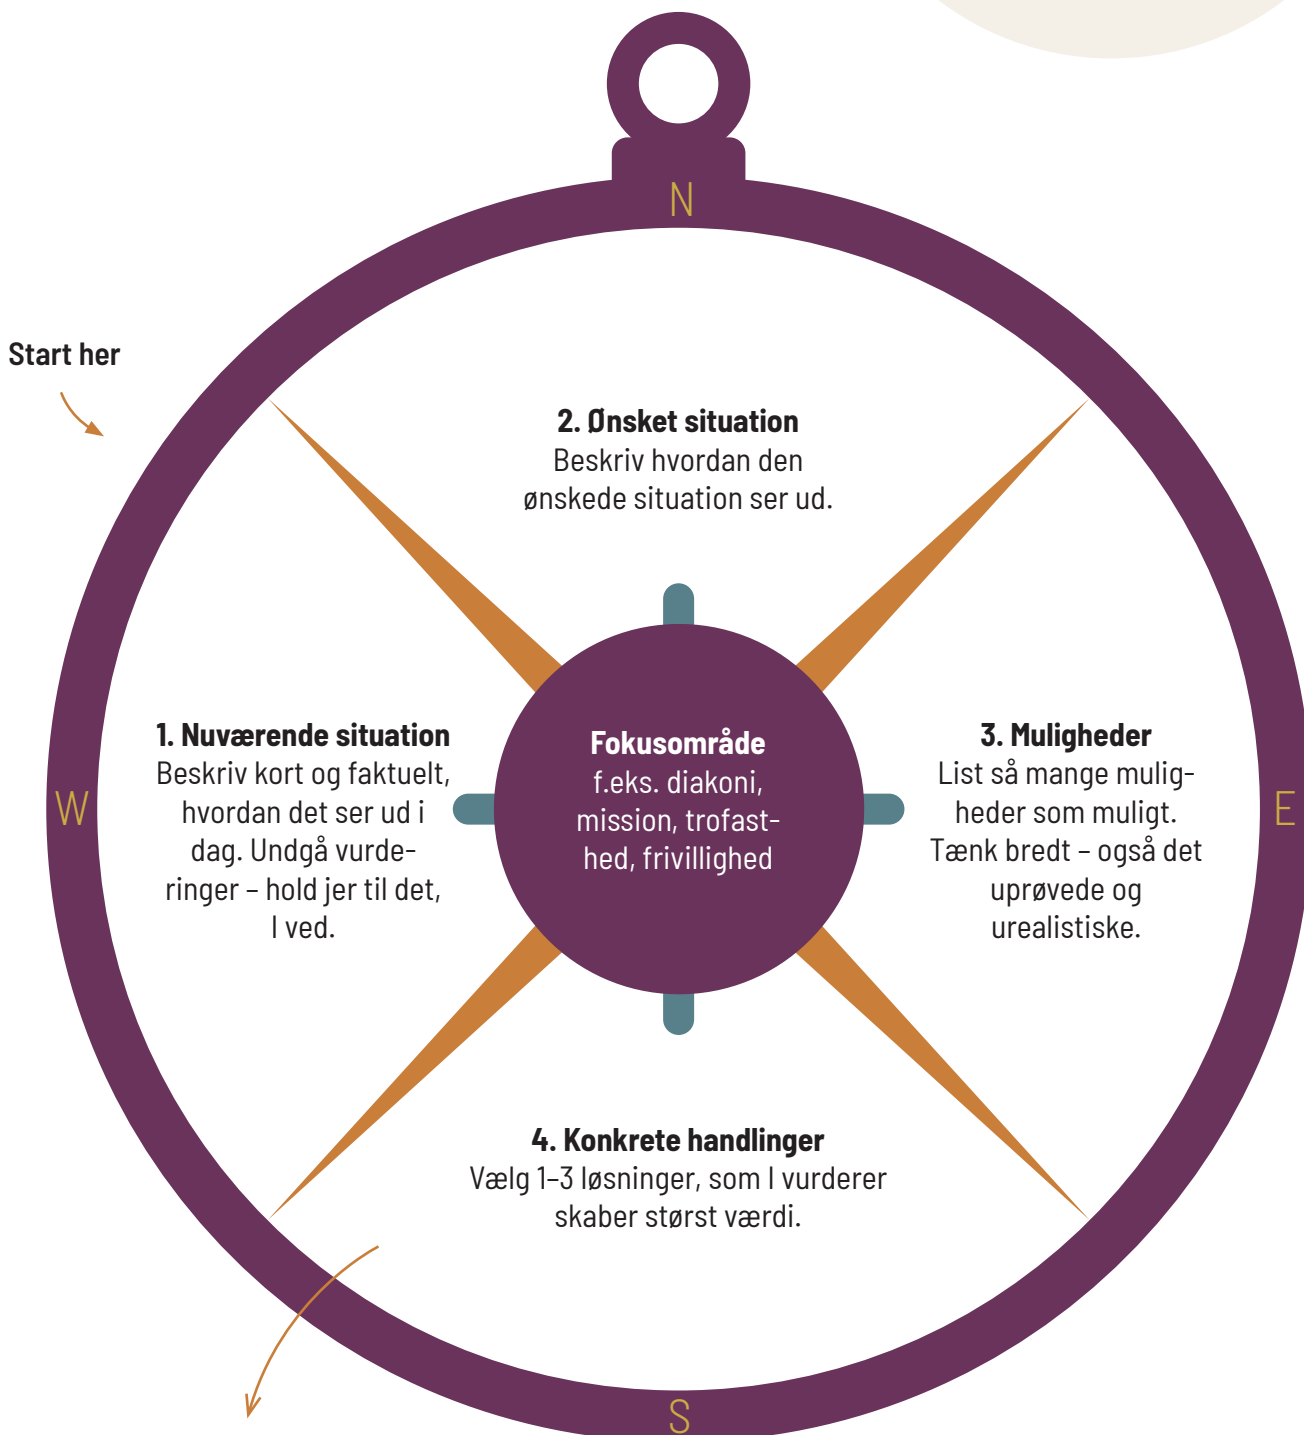 N
Start her
2. Ønsket situation
Beskriv hvordan den
ønskede situation ser ud.
1. Nuværende situation
Beskriv kort og faktuelt,
hvordan det ser ud i
dag. Undgå vurde-
ringer – hold jer til det,
I ved.
W
Fokusområde
f.eks. diakoni,
mission, trofast-
hed, frivillighed
3. Muligheder
List så mange mulig-
heder som muligt.
Tænk bredt – også det
uprøvede og
urealistiske.
E
4. Konkrete handlinger
Vælg 1–3 løsninger, som I vurderer
skaber størst værdi.
S